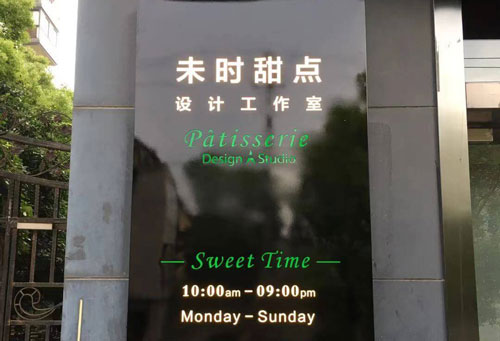 未时甜点
设计工作室
Pâtisserie
Design Studio
— Sweet Time —
10:00am – 09:00pm
Monday – Sunday